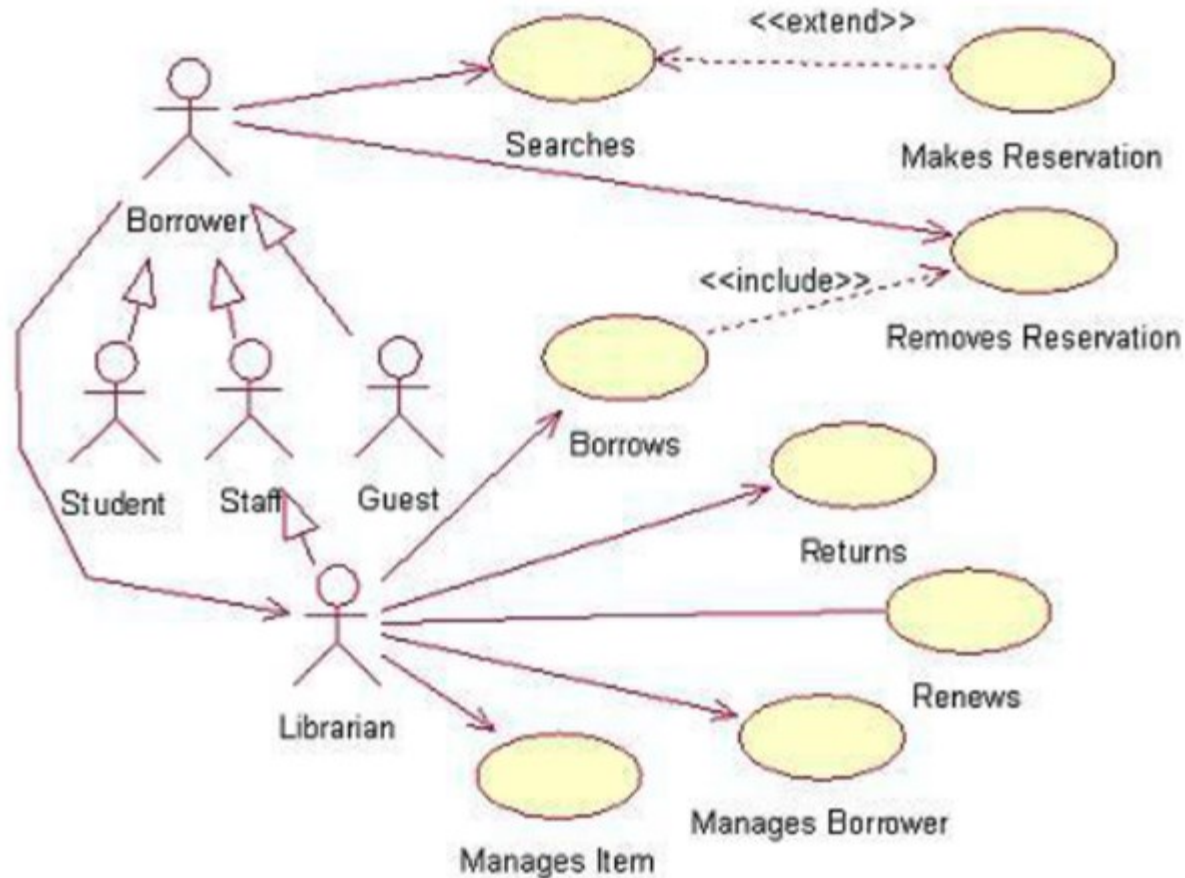 <<extend>>
Searches
Makes Reservation
Borrower
<<include>>
Removes Reservation
Borrows
Student
Staff
Guest
Returns
Renews
Librarian
Manages Borrower
Manages Item